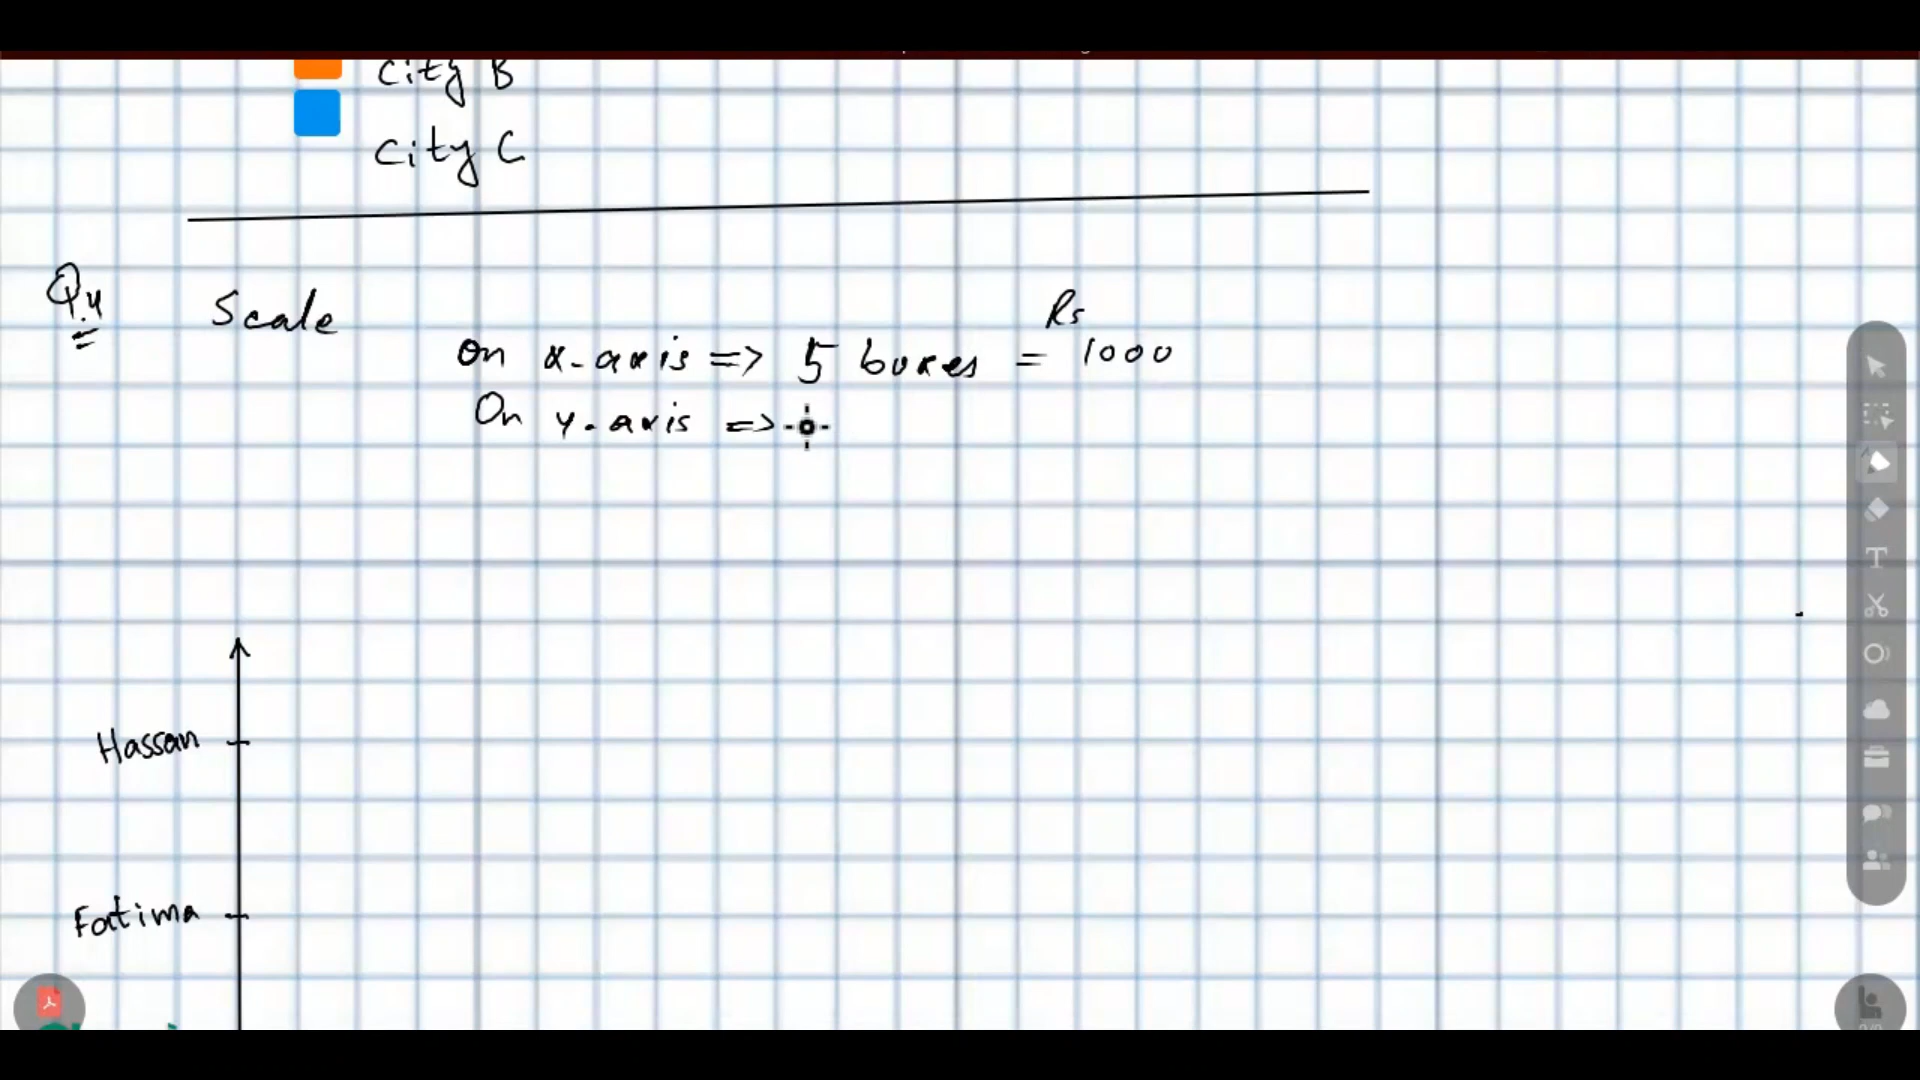 City B
City C
Q.4 Scale
Rs
On x-axis => 5 boxes = 1000
On y-axis =>
Hassan
Fatima
T